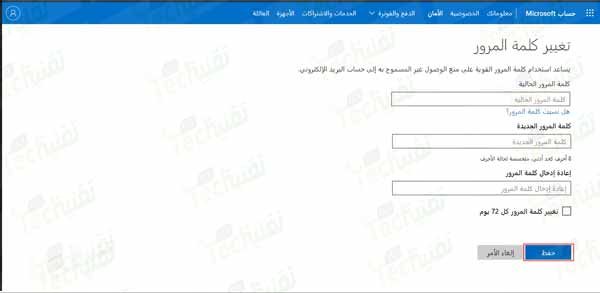 حساب Microsoft معلوماتك الخصوصية الأمان الدفع والفوترة الخدمات والاشتراكات الأجهزة العائلة
تغيير كلمة المرور
يساعد استخدام كلمة المرور القوية على منع الوصول غير المسموح به إلى حساب البريد الإلكتروني.
كلمة المرور الحالية
كلمة المرور الحالية
هل نسيت كلمة المرور؟
كلمة المرور الجديدة
كلمة المرور الجديدة
8 أحرف كحد أدنى، متحسسة لحالة الأحرف
إعادة إدخال كلمة المرور
إعادة إدخال كلمة المرور
تغيير كلمة المرور كل 72 يوم
حفظ إلغاء الأمر